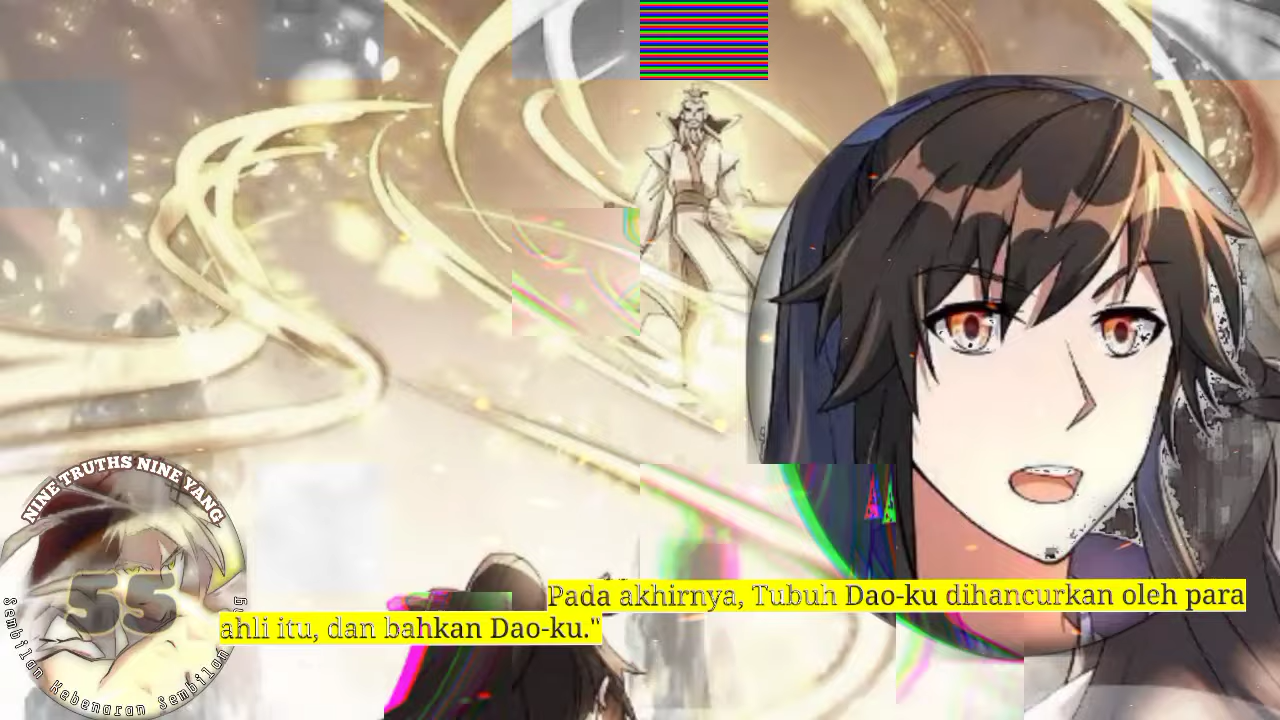 NINE TRUTHS NINE YANG
55
Sembilan Kebenaran Sembilan
Pada akhirnya, Tubuh Dao-ku dihancurkan oleh para
ahli itu, dan bahkan Dao-ku."